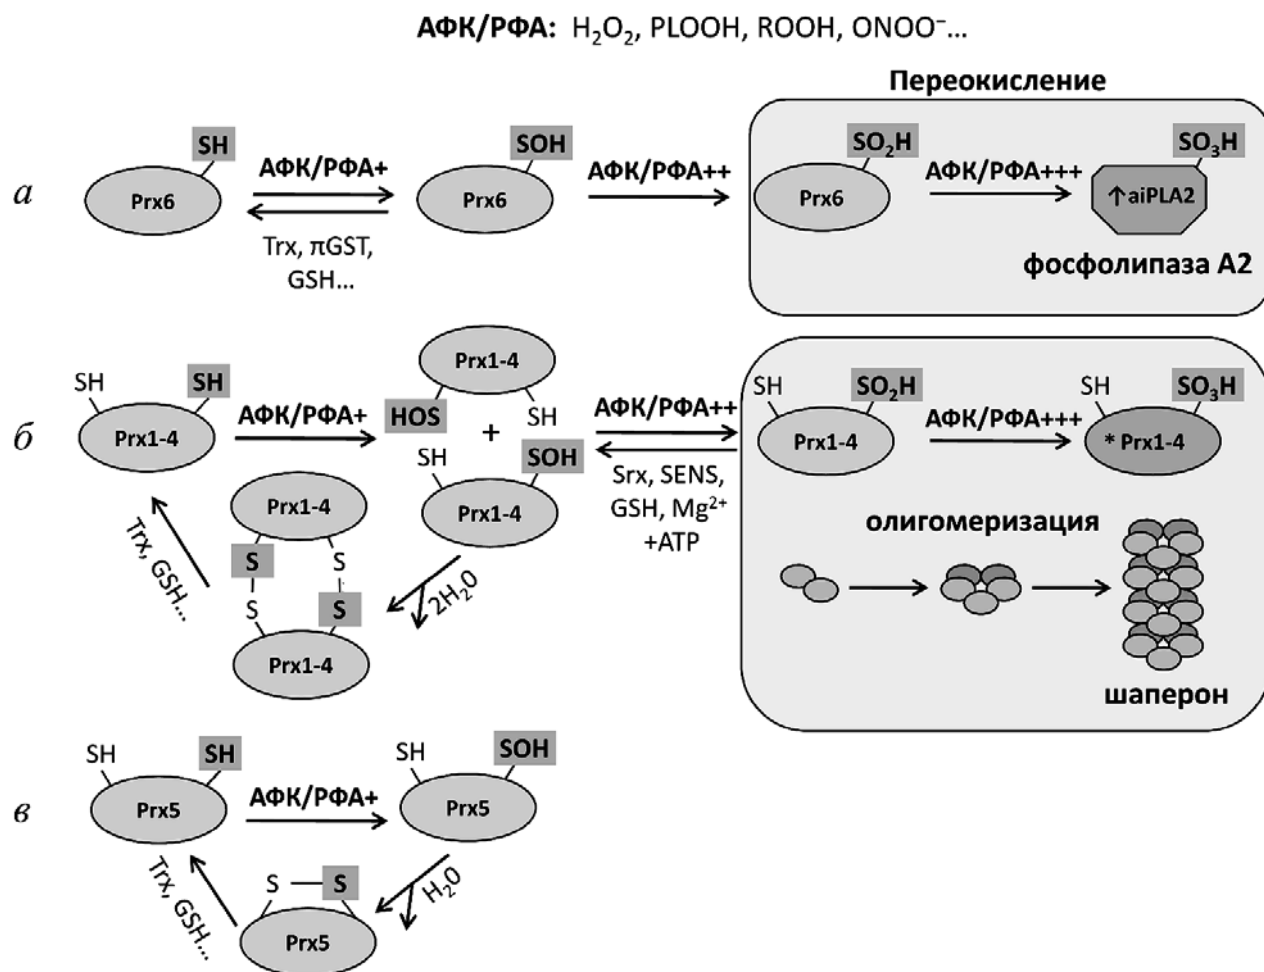 АФК/РФА: H₂O₂, PLOOH, ROOH, ONOO⁻...
Переокисление
а
SH
Prx6
АФК/РФА+
Trx, πGST,
GSH...
SOH
Prx6
АФК/РФА++
SO₂H
Prx6
АФК/РФА+++
SO₃H
↑aiPLA2
фосфолипаза А2
б
SH
SH
Prx1-4
АФК/РФА+
Prx1-4
HOS
SH
+
SH
SOH
Prx1-4
АФК/РФА++
Srx, SENS,
GSH, Mg²⁺
+ATP
SH
SO₂H
Prx1-4
АФК/РФА+++
SH
SO₃H
* Prx1-4
2H₂0
Prx1-4
S
S
S
S
Prx1-4
Trx, GSH...
олигомеризация
шаперон
в
SH
SH
Prx5
АФК/РФА+
SH
SOH
Prx5
H₂0
S
S
Prx5
Trx, GSH...